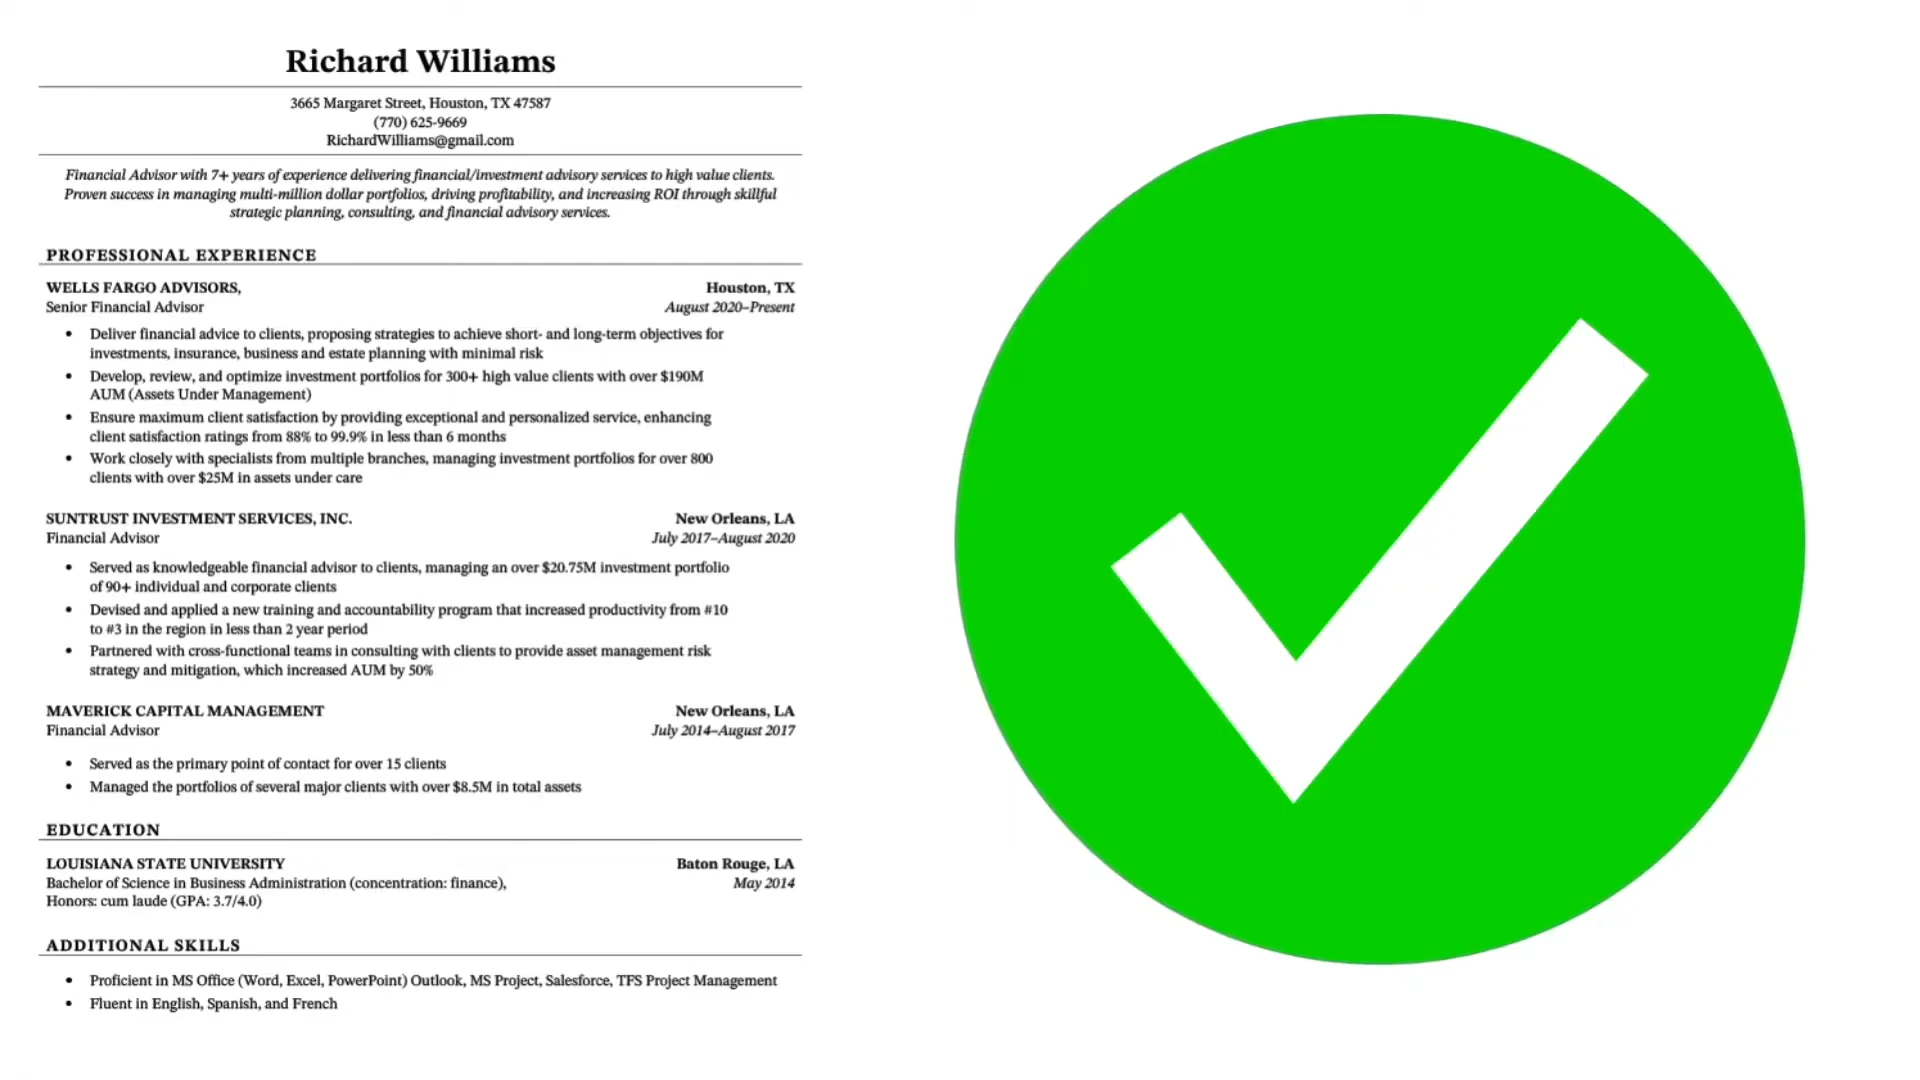 Richard Williams
3665 Margaret Street, Houston, TX 47587
(770) 625-9669
RichardWilliams@gmail.com
Financial Advisor with 7+ years of experience delivering financial/investment advisory services to high value clients.
Proven success in managing multi-million dollar portfolios, driving profitability, and increasing ROI through skillful
strategic planning, consulting, and financial advisory services.
PROFESSIONAL EXPERIENCE
WELLS FARGO ADVISORS, Houston, TX
Senior Financial Advisor August 2020–Present
• Deliver financial advice to clients, proposing strategies to achieve short- and long-term objectives for
investments, insurance, business and estate planning with minimal risk
• Develop, review, and optimize investment portfolios for 300+ high value clients with over $190M
AUM (Assets Under Management)
• Ensure maximum client satisfaction by providing exceptional and personalized service, enhancing
client satisfaction ratings from 88% to 99.9% in less than 6 months
• Work closely with specialists from multiple branches, managing investment portfolios for over 800
clients with over $25M in assets under care
SUNTRUST INVESTMENT SERVICES, INC. New Orleans, LA
Financial Advisor July 2017–August 2020
• Served as knowledgeable financial advisor to clients, managing an over $20.75M investment portfolio
of 90+ individual and corporate clients
• Devised and applied a new training and accountability program that increased productivity from #10
to #3 in the region in less than 2 year period
• Partnered with cross-functional teams in consulting with clients to provide asset management risk
strategy and mitigation, which increased AUM by 50%
MAVERICK CAPITAL MANAGEMENT New Orleans, LA
Financial Advisor July 2014–August 2017
• Served as the primary point of contact for over 15 clients
• Managed the portfolios of several major clients with over $8.5M in total assets
EDUCATION
LOUISIANA STATE UNIVERSITY Baton Rouge, LA
Bachelor of Science in Business Administration (concentration: finance), May 2014
Honors: cum laude (GPA: 3.7/4.0)
ADDITIONAL SKILLS
• Proficient in MS Office (Word, Excel, PowerPoint) Outlook, MS Project, Salesforce, TFS Project Management
• Fluent in English, Spanish, and French